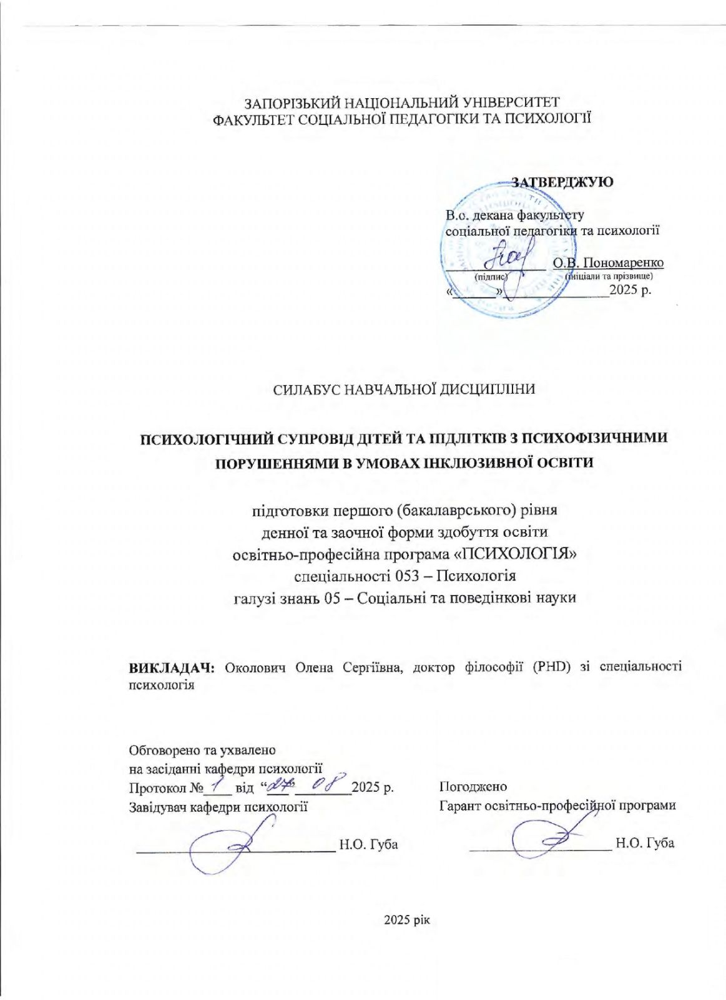 ЗАПОРІЗЬКИЙ НАЦІОНАЛЬНИЙ УНІВЕРСИТЕТ
ФАКУЛЬТЕТ СОЦІАЛЬНОЇ ПЕДАГОГІКИ ТА ПСИХОЛОГІЇ
ЗАТВЕРДЖУЮ
В.о. декана факультету
соціальної педагогіки та психології
О.В. Пономаренко
(підпис) (ініціали та прізвище)
«______»_______________2025 р.
СИЛАБУС НАВЧАЛЬНОЇ ДИСЦИПЛІНИ
ПСИХОЛОГІЧНИЙ СУПРОВІД ДІТЕЙ ТА ПІДЛІТКІВ З ПСИХОФІЗИЧНИМИ
ПОРУШЕННЯМИ В УМОВАХ ІНКЛЮЗИВНОЇ ОСВІТИ
підготовки першого (бакалаврського) рівня
денної та заочної форми здобуття освіти
освітньо-професійна програма «ПСИХОЛОГІЯ»
спеціальності 053 – Психологія
галузі знань 05 – Соціальні та поведінкові науки
ВИКЛАДАЧ: Околович Олена Сергіївна, доктор філософії (PHD) зі спеціальності
психологія
Обговорено та ухвалено
на засіданні кафедри психології
Протокол № 1 від “27” 08 2025 р.
Завідувач кафедри психології
Н.О. Губа
Погоджено
Гарант освітньо-професійної програми
Н.О. Губа
2025 рік